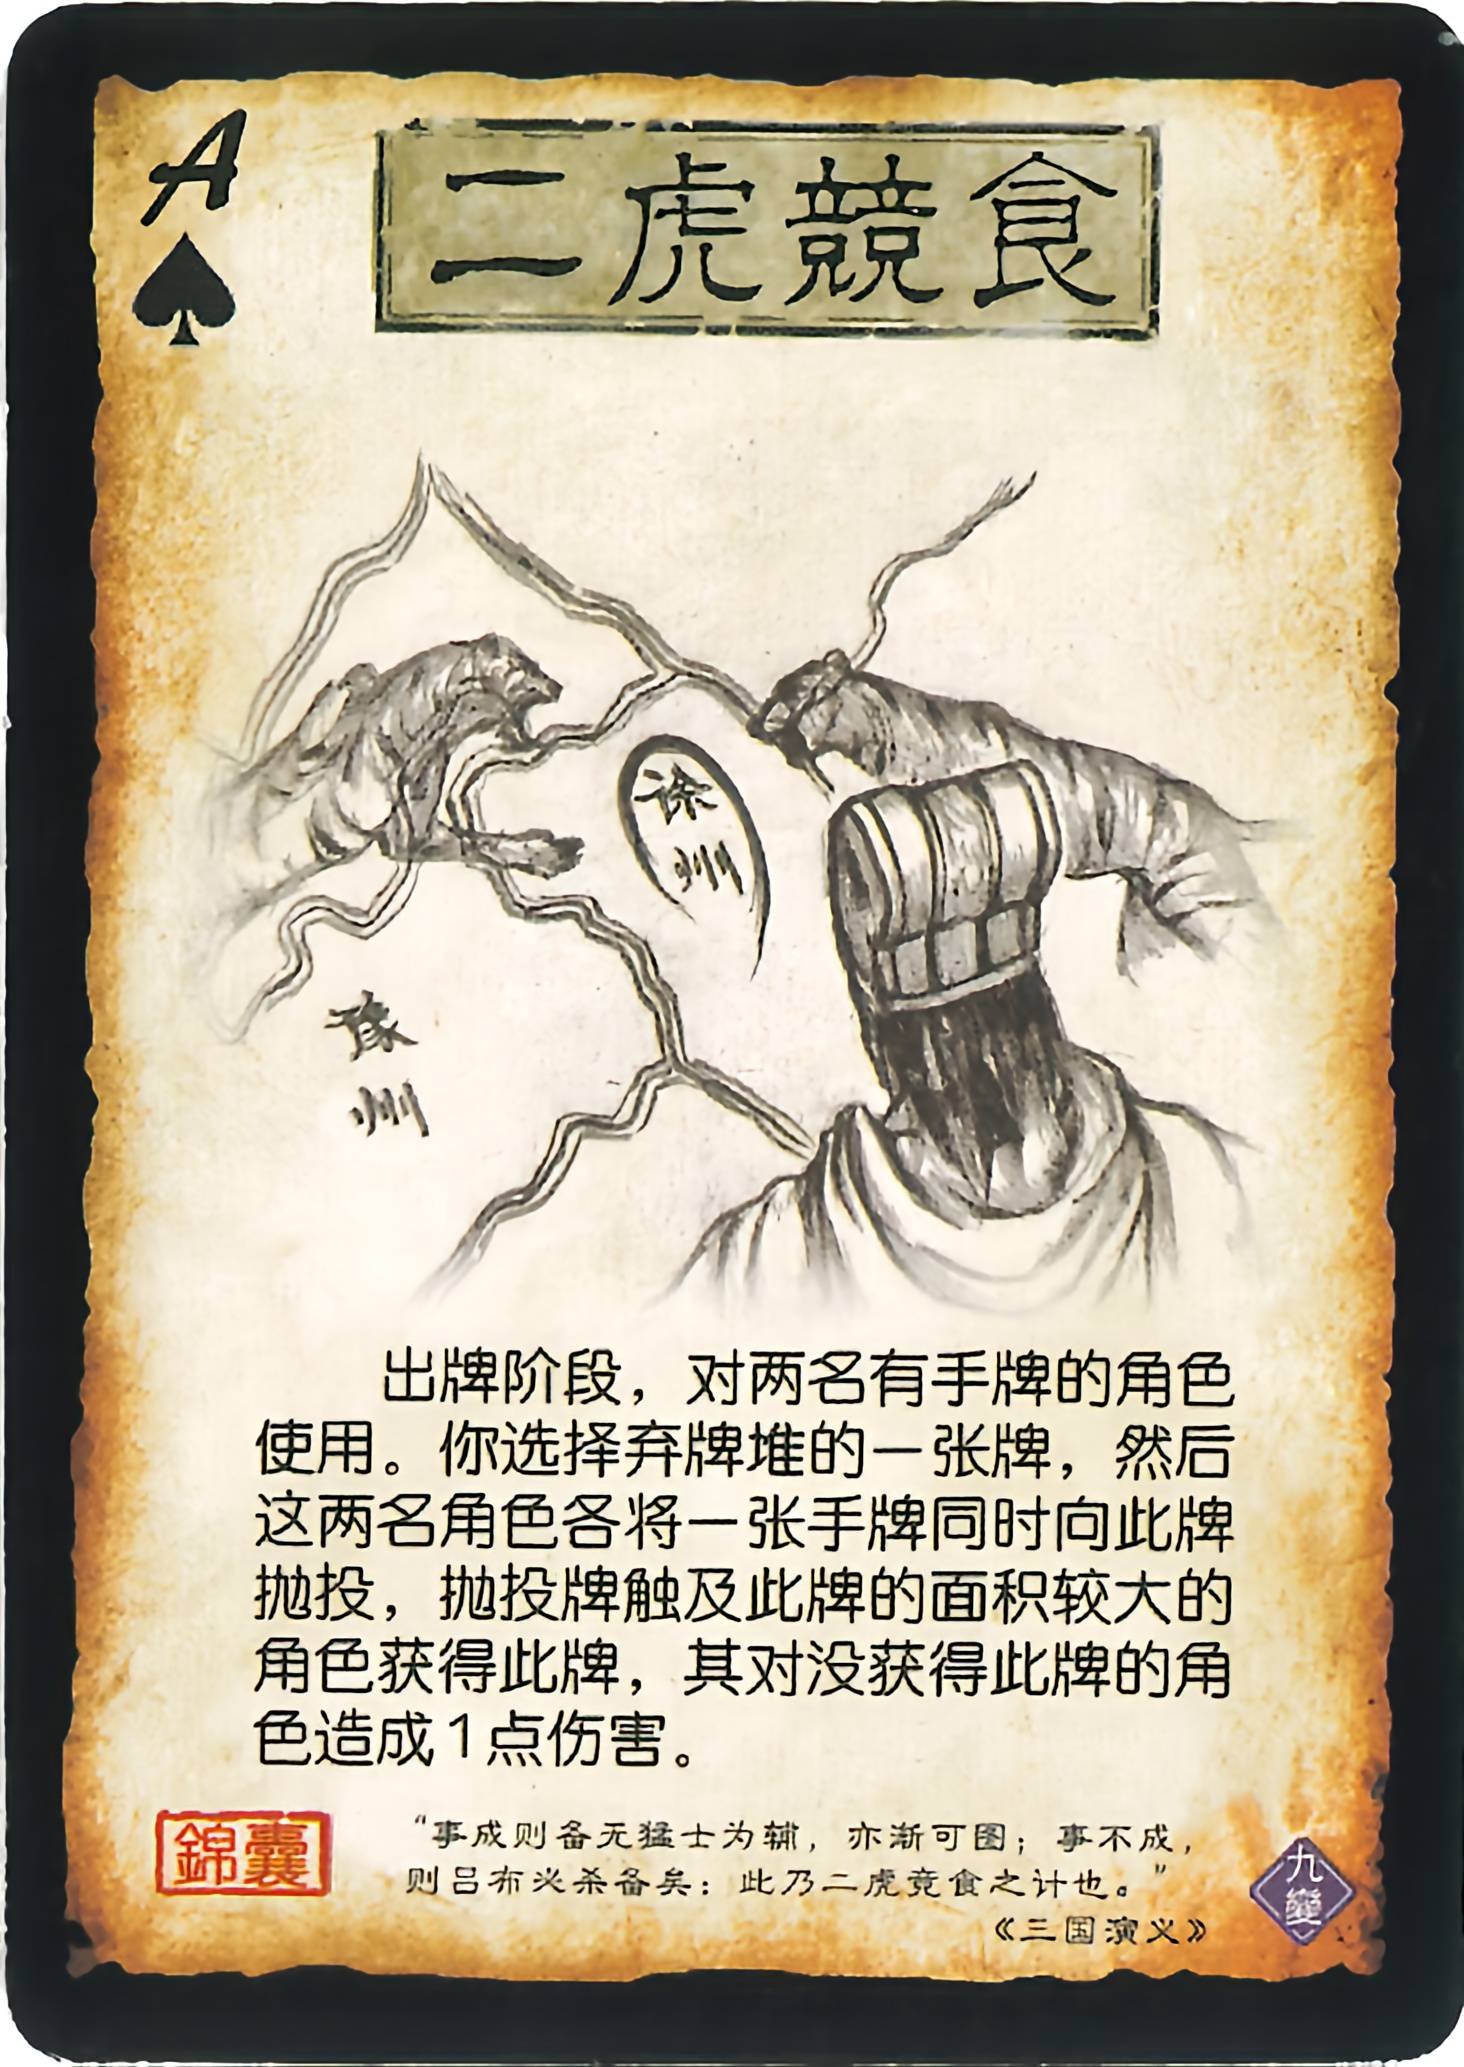 A
二虎競食
徐
州
豫
州
出牌阶段，对两名有手牌的角色
使用。你选择弃牌堆的一张牌，然后
这两名角色各将一张手牌同时向此牌
抛投，抛投牌触及此牌的面积较大的
角色获得此牌，其对没获得此牌的角
色造成1点伤害。
錦囊
“事成则备无猛士为辅，亦渐可图；事不成，
则吕布必杀备矣：此乃二虎竞食之计也。”
《三国演义》
九
變